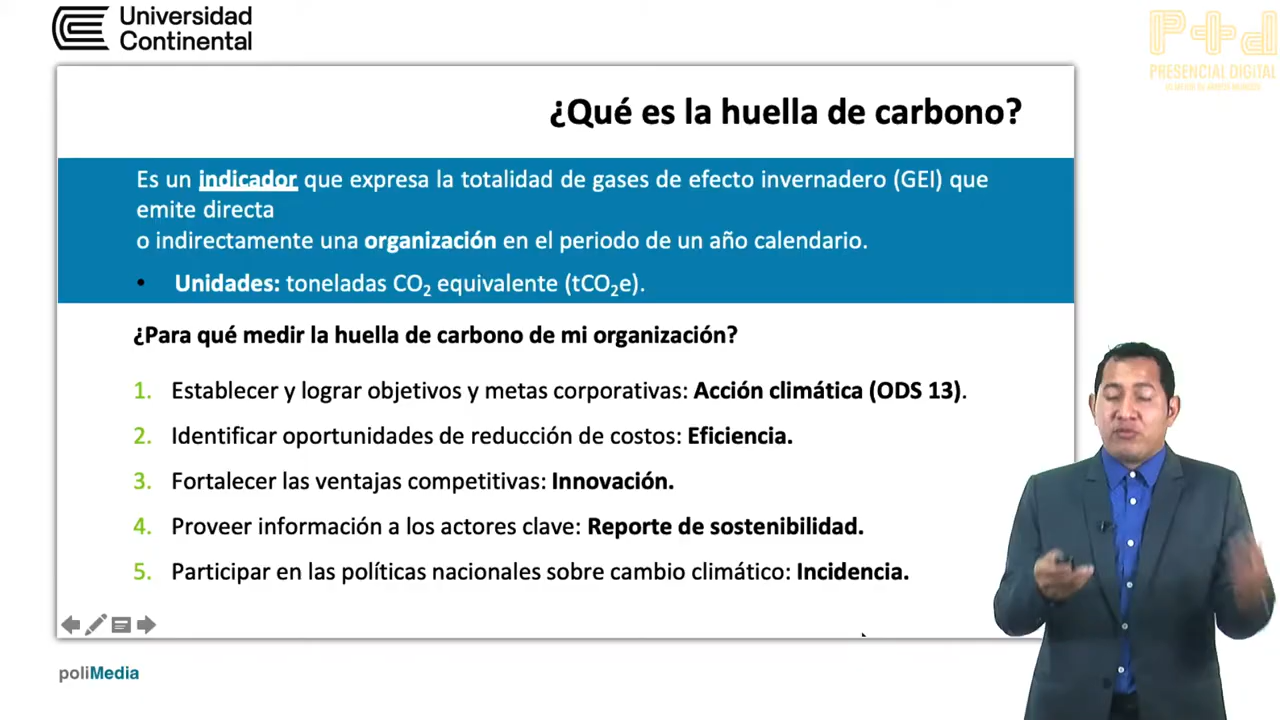 Universidad
Continental
P+d
PRESENCIAL DIGITAL
¿Qué es la huella de carbono?
Es un indicador que expresa la totalidad de gases de efecto invernadero (GEI) que
emite directa
o indirectamente una organización en el periodo de un año calendario.
• Unidades: toneladas CO₂ equivalente (tCO₂e).
¿Para qué medir la huella de carbono de mi organización?
1. Establecer y lograr objetivos y metas corporativas: Acción climática (ODS 13).
2. Identificar oportunidades de reducción de costos: Eficiencia.
3. Fortalecer las ventajas competitivas: Innovación.
4. Proveer información a los actores clave: Reporte de sostenibilidad.
5. Participar en las políticas nacionales sobre cambio climático: Incidencia.
poliMedia